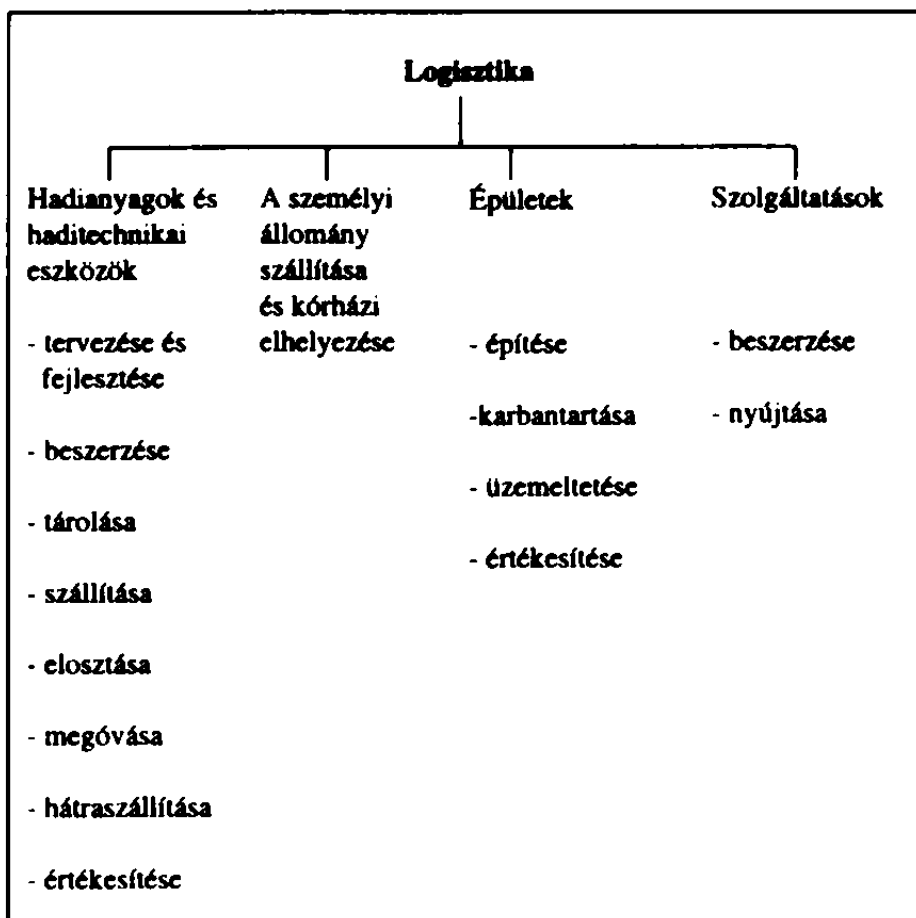 Logisztika
Hadianyagok és
haditechnikai
eszközök
- tervezése és
fejlesztése
- beszerzése
- tárolása
- szállítása
- elosztása
- megóvása
- hátraszállítása
- értékesítése
A személyi
állomány
szállítása
és kórházi
elhelyezése
Épületek
- építése
-karbantartása
- üzemeltetése
- értékesítése
Szolgáltatások
- beszerzése
- nyújtása